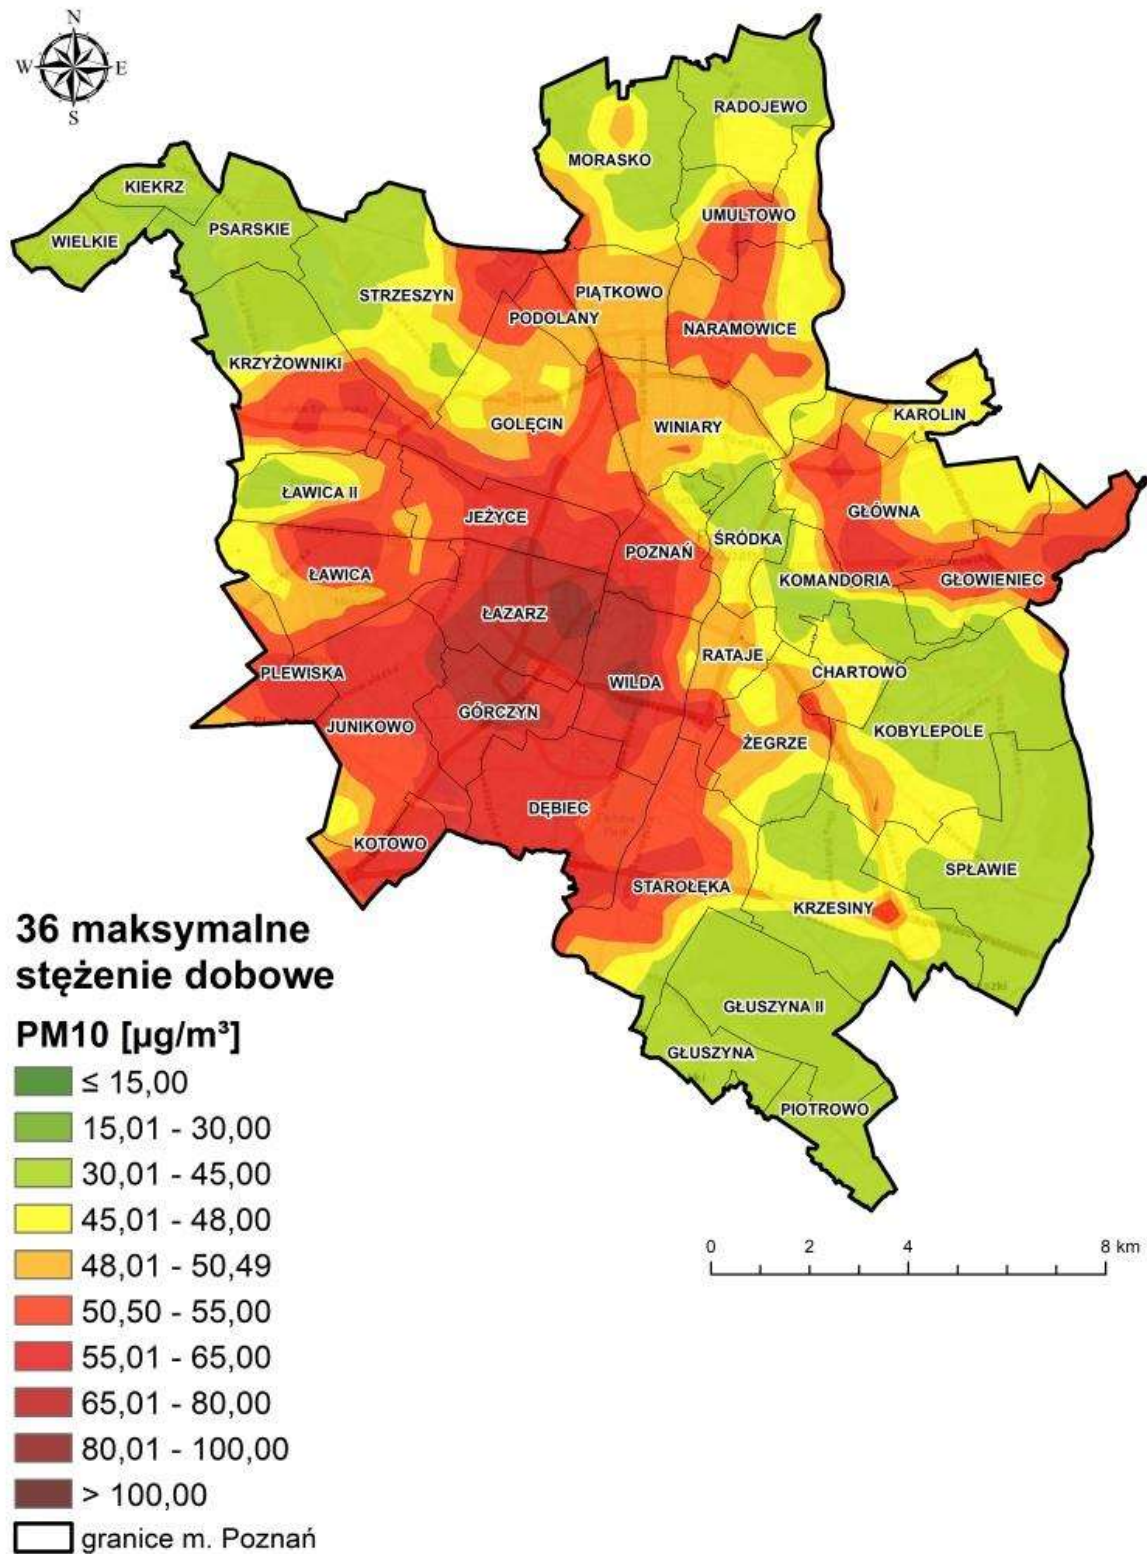 N
W E
S
RADOJEWO
MORASKO
KIEKRZ
UMULTOWO
PSARSKIE
WIELKIE
PIĄTKOWO
STRZESZYN
PODOLANY
NARAMOWICE
KRZYŻOWNIKI
KAROLIN
GOLĘCIN
WINIARY
ŁAWICA II
GŁÓWNA
JEŻYCE
ŚRÓDKA
POZNAŃ
ŁAWICA
KOMANDORIA
GŁOWIENIEC
ŁAZARZ
RATAJE
PLEWISKA
CHARTOWO
WILDA
GÓRCZYN
JUNIKOWO
KOBYLEPOLE
ŻEGRZE
DĘBIEC
KOTOWO
SPŁAWIE
STAROŁĘKA
KRZESINY
GŁUSZYNA II
GŁUSZYNA
PIOTROWO
36 maksymalne
stężenie dobowe
PM10 [µg/m³]
≤ 15,00
15,01 - 30,00
30,01 - 45,00
45,01 - 48,00
48,01 - 50,49
50,50 - 55,00
55,01 - 65,00
65,01 - 80,00
80,01 - 100,00
> 100,00
granice m. Poznań
0 2 4 8 km